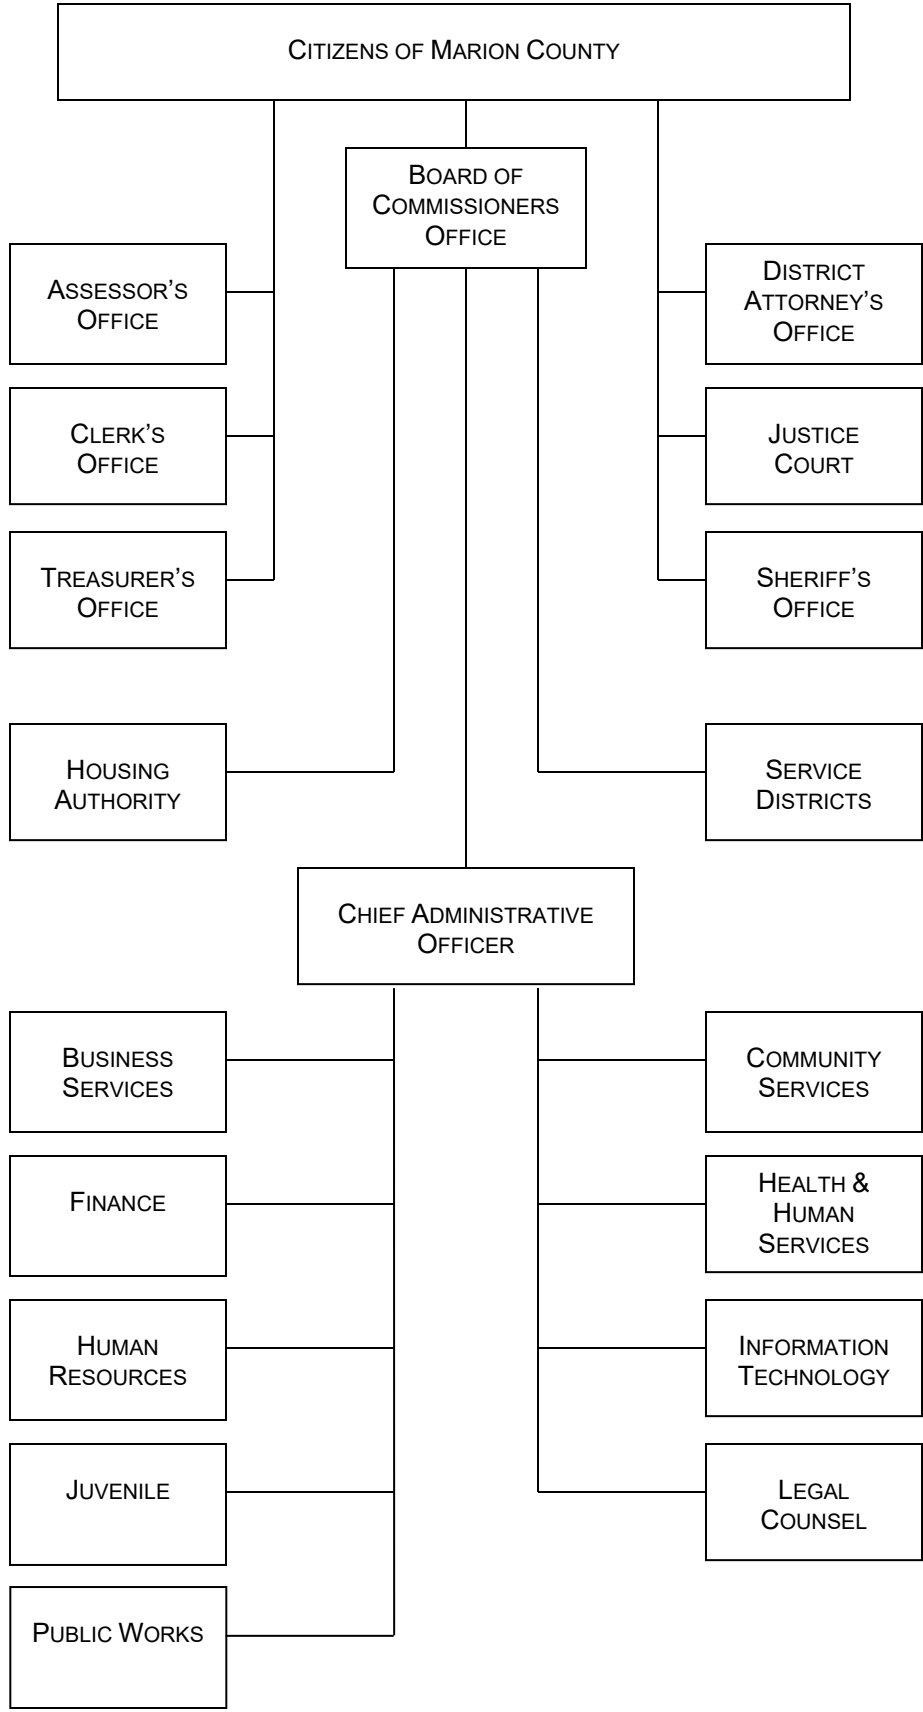 CITIZENS OF MARION COUNTY
BOARD OF
COMMISSIONERS
OFFICE
ASSESSOR'S
OFFICE
DISTRICT
ATTORNEY'S
OFFICE
CLERK'S
OFFICE
JUSTICE
COURT
TREASURER'S
OFFICE
SHERIFF'S
OFFICE
HOUSING
AUTHORITY
SERVICE
DISTRICTS
CHIEF ADMINISTRATIVE
OFFICER
BUSINESS
SERVICES
COMMUNITY
SERVICES
FINANCE
HEALTH &
HUMAN
SERVICES
HUMAN
RESOURCES
INFORMATION
TECHNOLOGY
JUVENILE
LEGAL
COUNSEL
PUBLIC WORKS